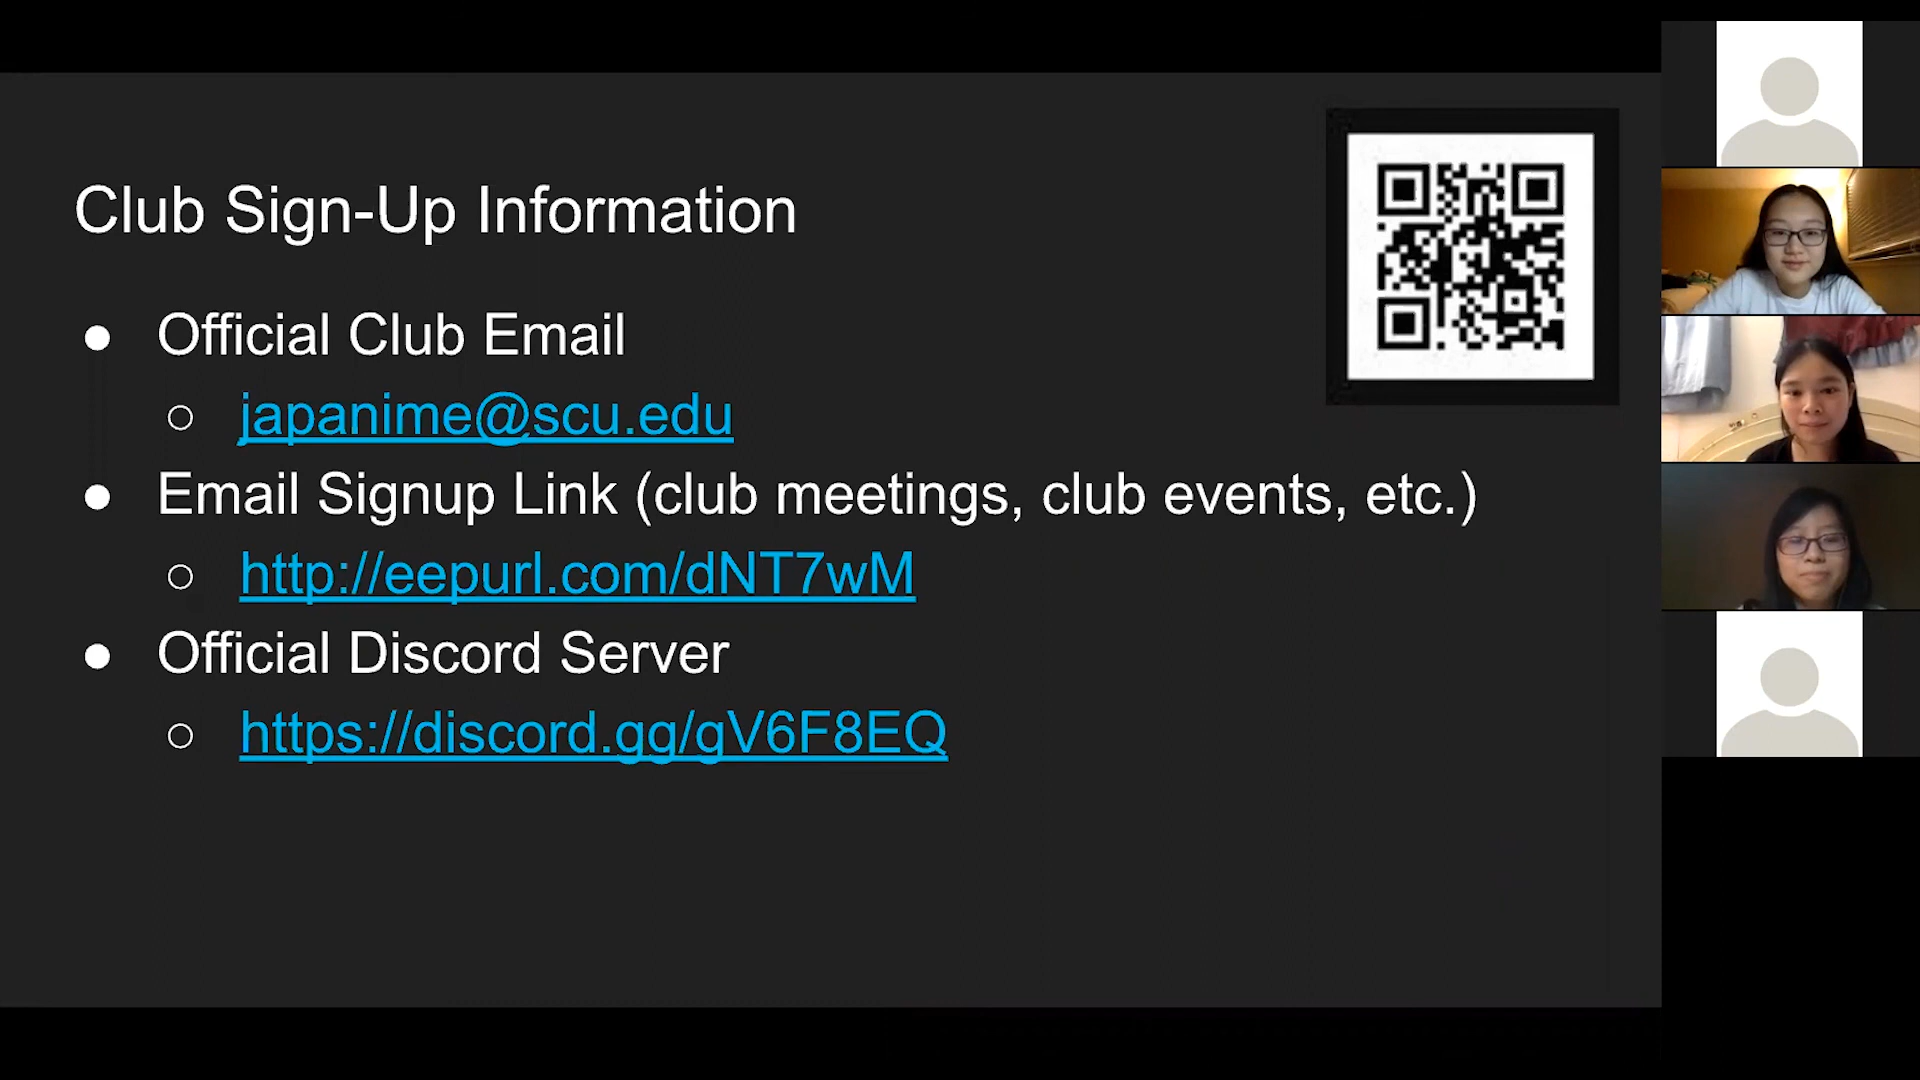 Club Sign-Up Information
● Official Club Email
○ japanime@scu.edu
● Email Signup Link (club meetings, club events, etc.)
○ http://eepurl.com/dNT7wM
● Official Discord Server
○ https://discord.gg/gV6F8EQ